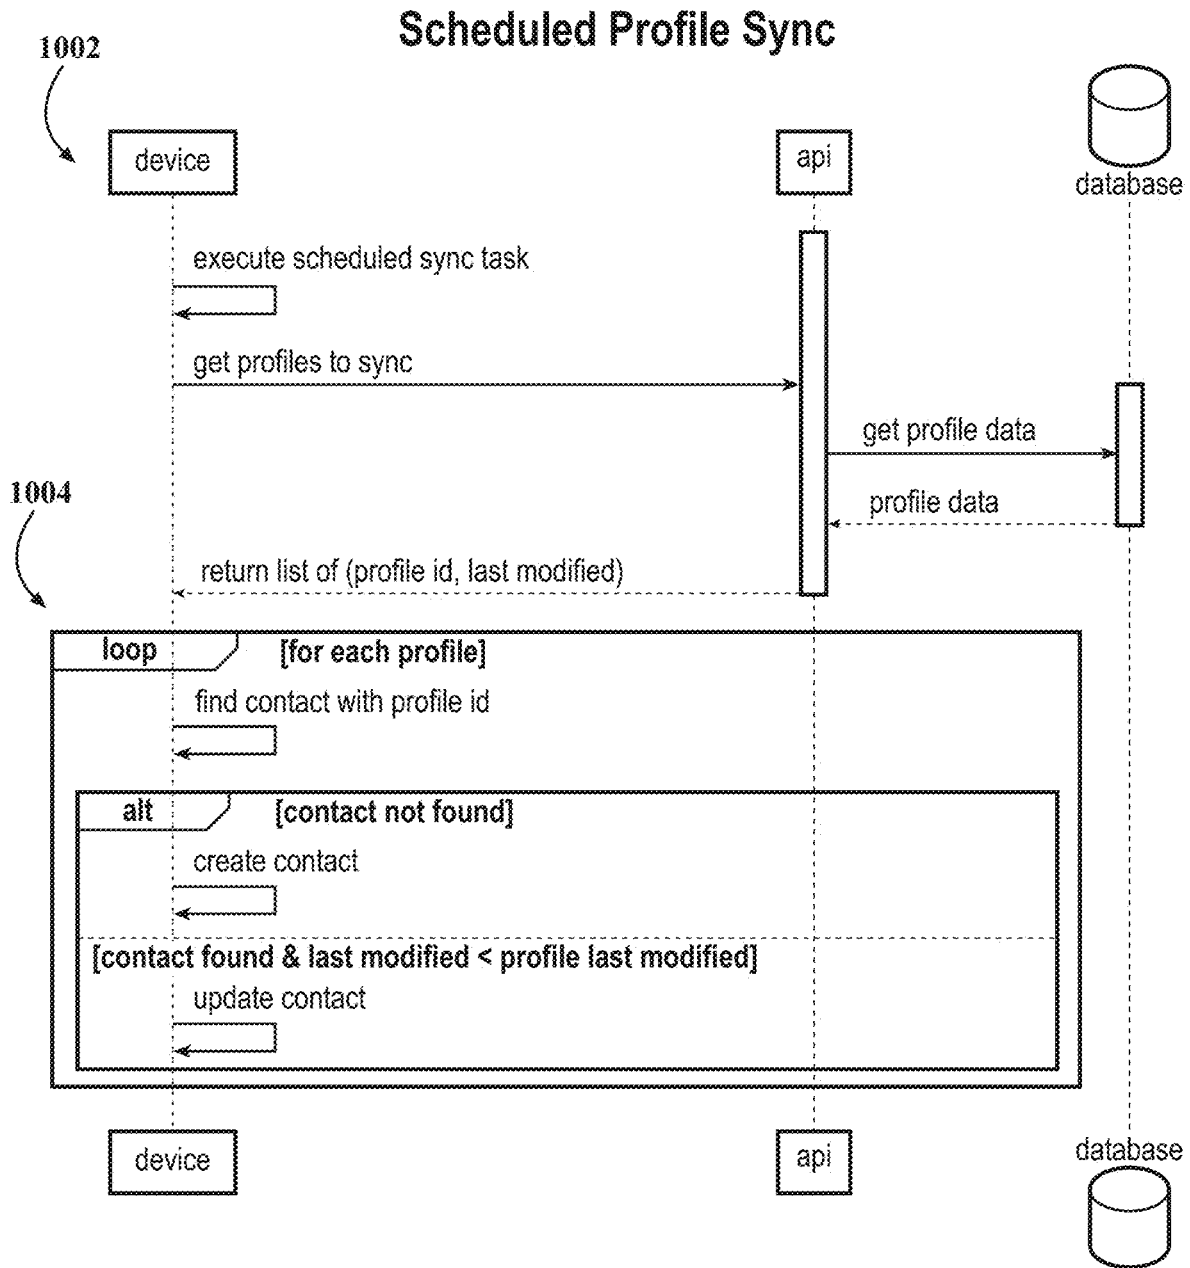 Scheduled Profile Sync
1002
device
api
database
execute scheduled sync task
get profiles to sync
get profile data
1004
profile data
return list of (profile id, last modified)
loop [for each profile]
find contact with profile id
alt [contact not found]
create contact
[contact found & last modified < profile last modified]
update contact
device
api
database